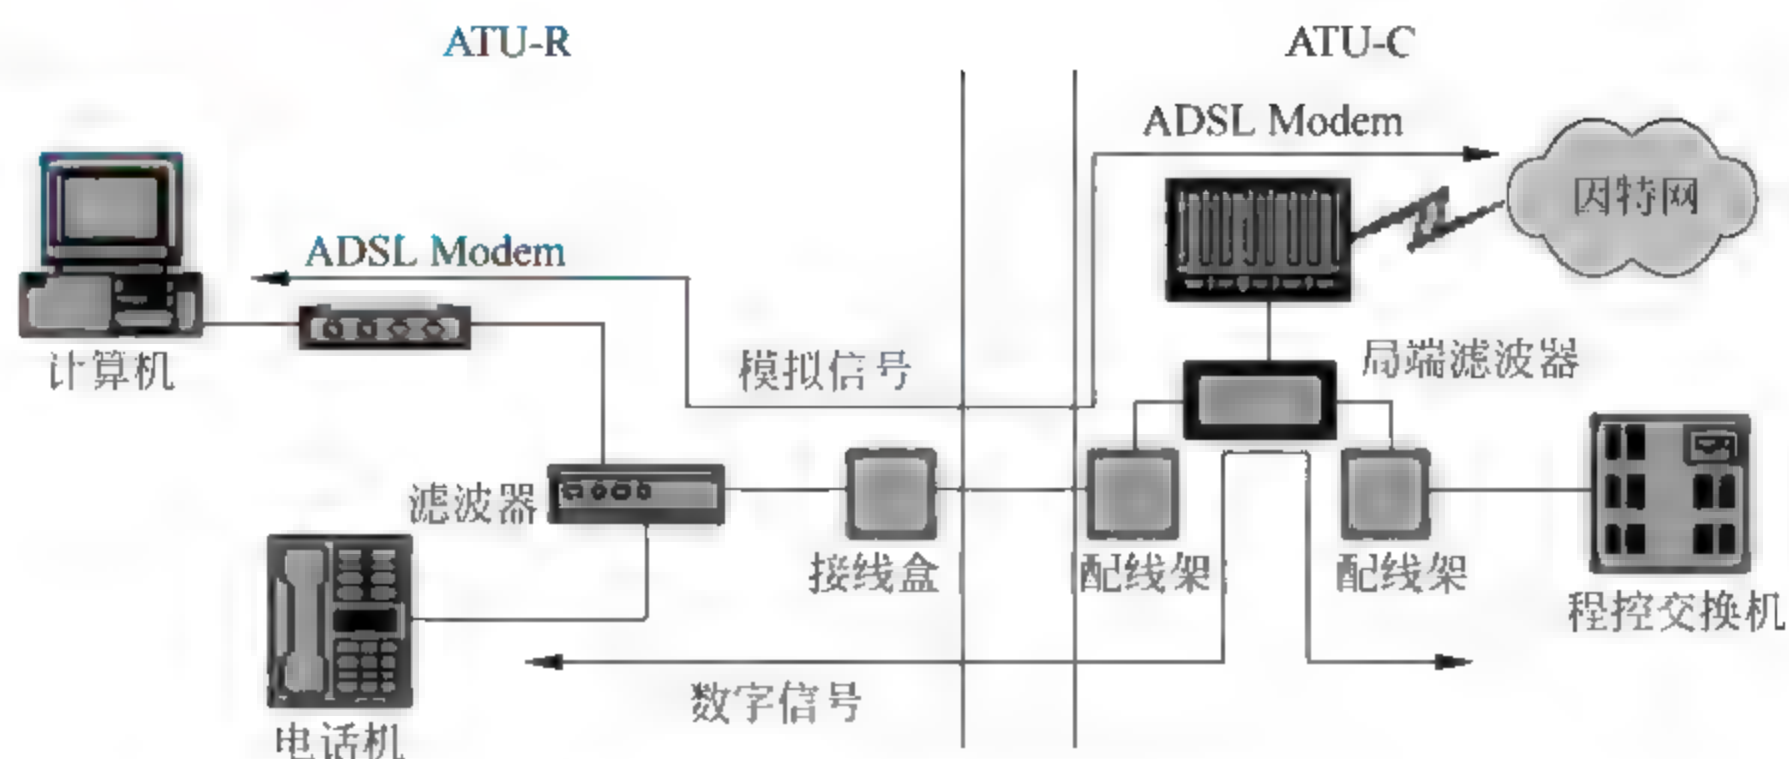 ATU-R
ATU-C
ADSL Modem
因特网
ADSL Modem
计算机
模拟信号
局端滤波器
滤波器
接线盒
配线架
配线架
程控交换机
数字信号
电话机